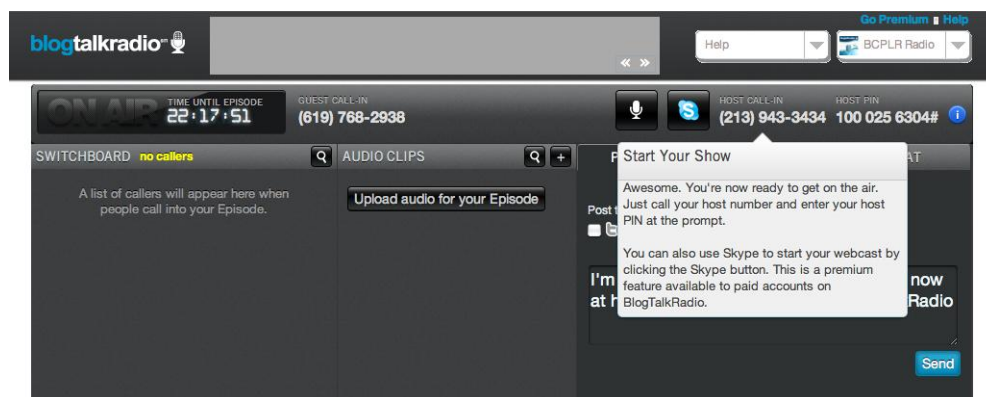 Go Premium Help
blogtalkradio
Help
BCPLR Radio
« »
ON AIR
TIME UNTIL EPISODE
22:17:51
GUEST CALL-IN
(619) 768-2938
HOST CALL-IN
(213) 943-3434
HOST PIN
100 025 6304#
i
SWITCHBOARD no callers
AUDIO CLIPS
+
A list of callers will appear here when
people call into your Episode.
Upload audio for your Episode
Start Your Show
Awesome. You're now ready to get on the air.
Just call your host number and enter your host
PIN at the prompt.
You can also use Skype to start your webcast by
clicking the Skype button. This is a premium
feature available to paid accounts on
BlogTalkRadio.
Post
I'm now
at Radio
Send